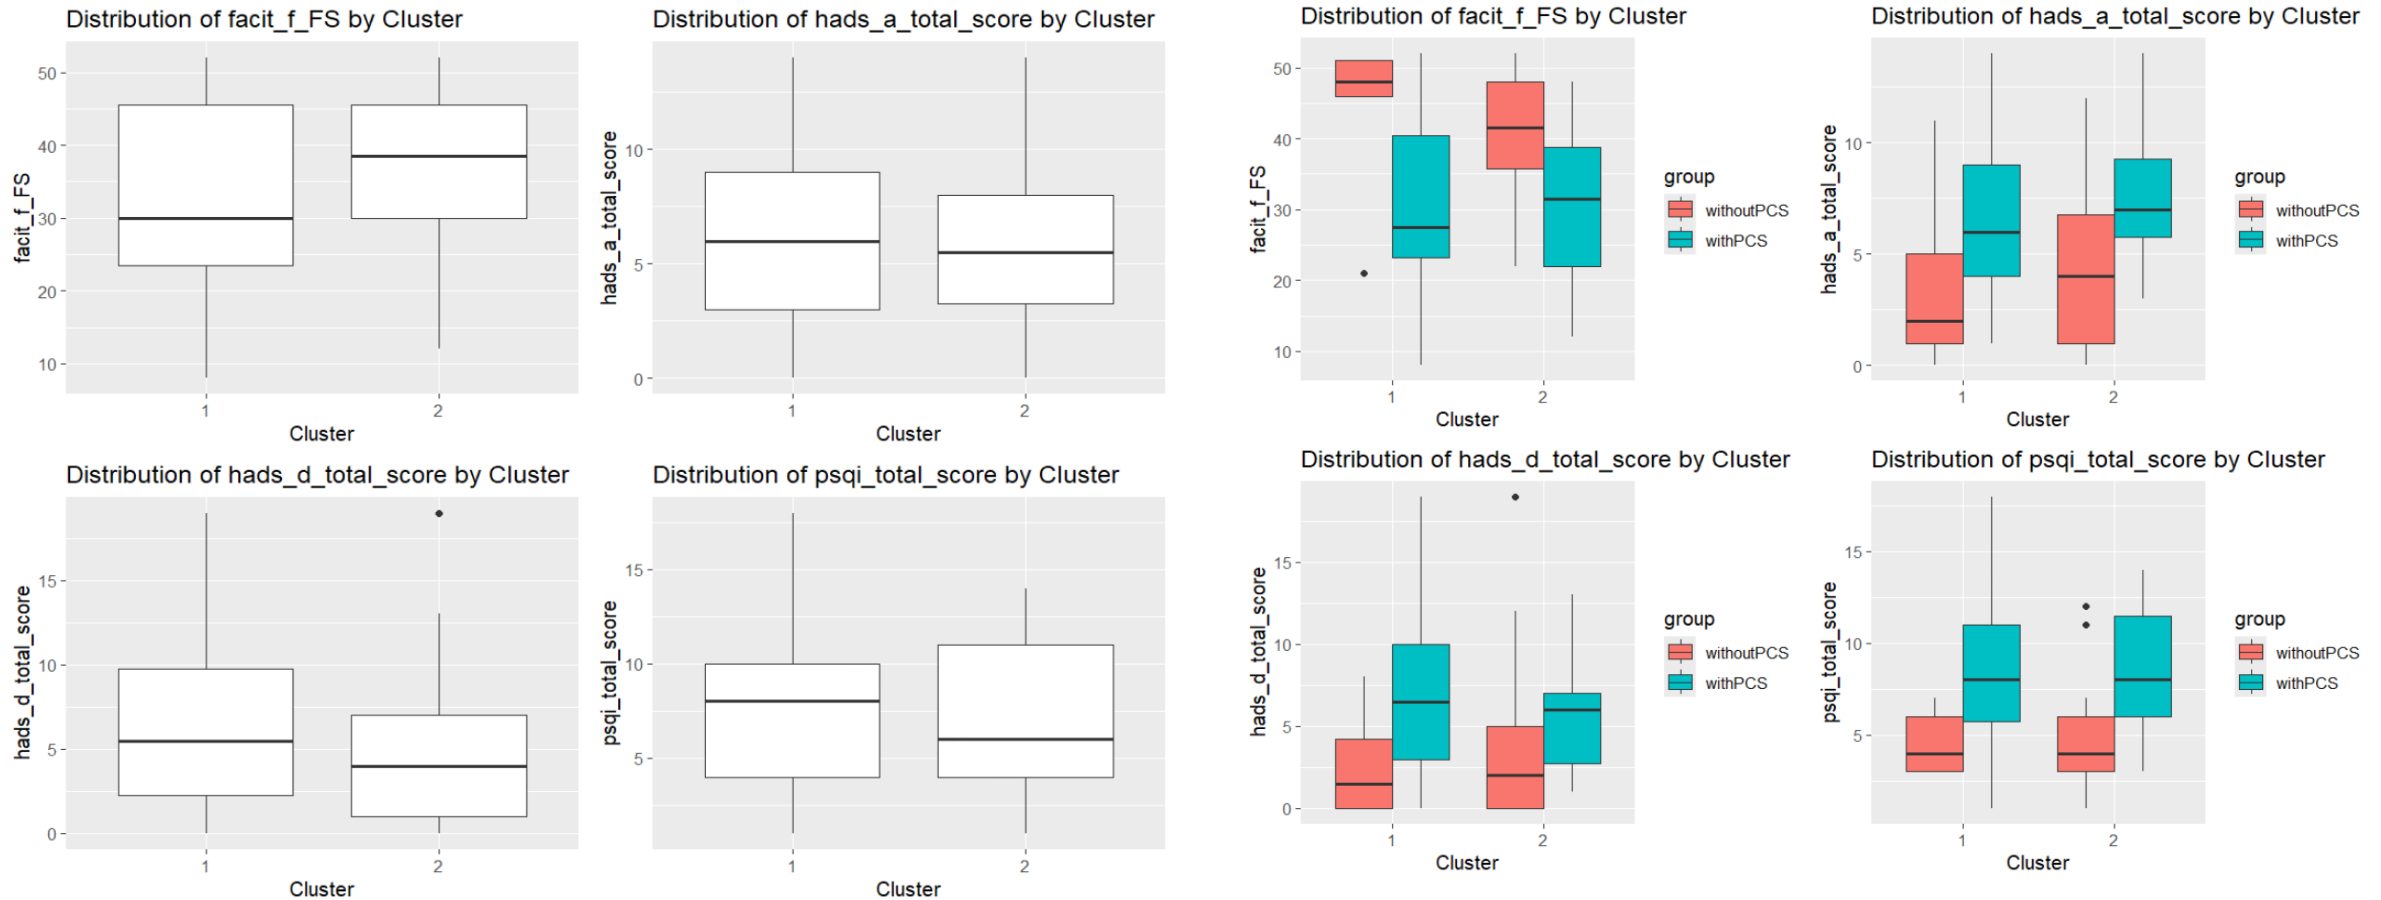 Distribution of facit_f_FS by Cluster
facit_f_FS
50
40
30
20
10
1
2
Cluster
Distribution of hads_a_total_score by Cluster
hads_a_total_score
10
5
0
1
2
Cluster
Distribution of facit_f_FS by Cluster
facit_f_FS
50
40
30
20
10
1
2
Cluster
group
withoutPCS
withPCS
Distribution of hads_a_total_score by Cluster
hads_a_total_score
10
5
0
1
2
Cluster
group
withoutPCS
withPCS
Distribution of hads_d_total_score by Cluster
hads_d_total_score
15
10
5
0
1
2
Cluster
Distribution of psqi_total_score by Cluster
psqi_total_score
15
10
5
1
2
Cluster
Distribution of hads_d_total_score by Cluster
hads_d_total_score
15
10
5
0
1
2
Cluster
group
withoutPCS
withPCS
Distribution of psqi_total_score by Cluster
psqi_total_score
15
10
5
1
2
Cluster
group
withoutPCS
withPCS